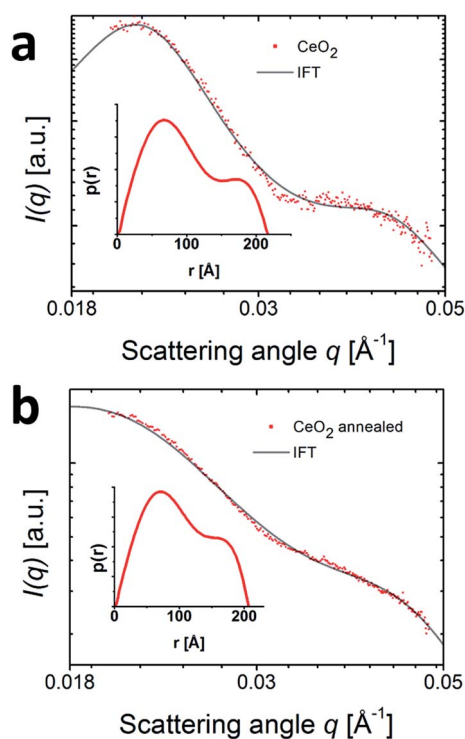 a
CeO₂
IFT
I(q) [a.u.]
p(r)
0 100 200
r [Å]
0.018 0.03 0.05
Scattering angle q [Å⁻¹]
b
CeO₂ annealed
IFT
I(q) [a.u.]
p(r)
0 100 200
r [Å]
0.018 0.03 0.05
Scattering angle q [Å⁻¹]